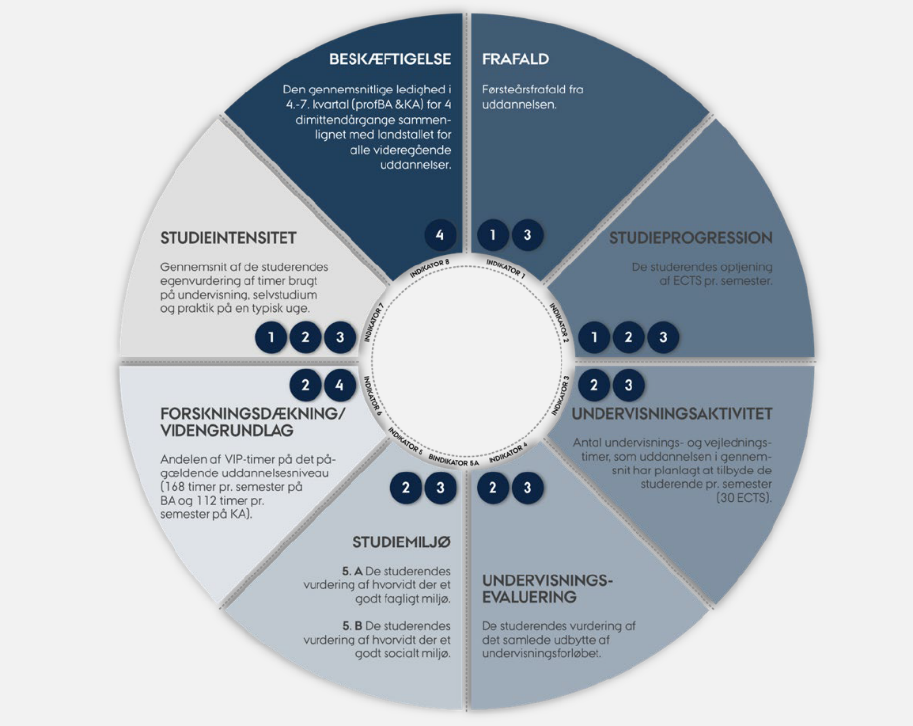 BESKÆFTIGELSE
Den gennemsnitlige ledighed i
4.-7. kvartal (profBA &KA) for 4
dimittendårgange sammen-
lignet med landstallet for
alle videregående
uddannelser.
4
INDIKATOR 8
FRAFALD
Førsteårsfrafald fra
uddannelsen.
1 3
INDIKATOR 1
STUDIEPROGRESSION
De studerendes optjening
af ECTS pr. semester.
1 2 3
INDIKATOR 2
2 3
INDIKATOR 3
UNDERVISNINGSAKTIVITET
Antal undervisnings- og vejlednings-
timer, som uddannelsen i gennem-
snit har planlagt at tilbyde de
studerende pr. semester
(30 ECTS).
INDIKATOR 4
2 3
UNDERVISNINGS-
EVALUERING
De studerendes vurdering af
det samlede udbytte af
undervisningsforløbet.
INDIKATOR 5 BINDIKATOR 5A
2 3
STUDIEMILJØ
5. A De studerendes
vurdering af hvorvidt der et
godt fagligt miljø.
5. B De studerendes
vurdering af hvorvidt der et
godt socialt miljø.
INDIKATOR 6
2 4
FORSKNINGSDÆKNING/
VIDENGRUNDLAG
Andelen af VIP-timer på det på-
gældende uddannelsesniveau
(168 timer pr. semester på
BA og 112 timer pr.
semester på KA).
STUDIEINTENSITET
Gennemsnit af de studerendes
egenvurdering af timer brugt
på undervisning, selvstudium
og praktik på en typisk uge.
1 2 3
INDIKATOR 7